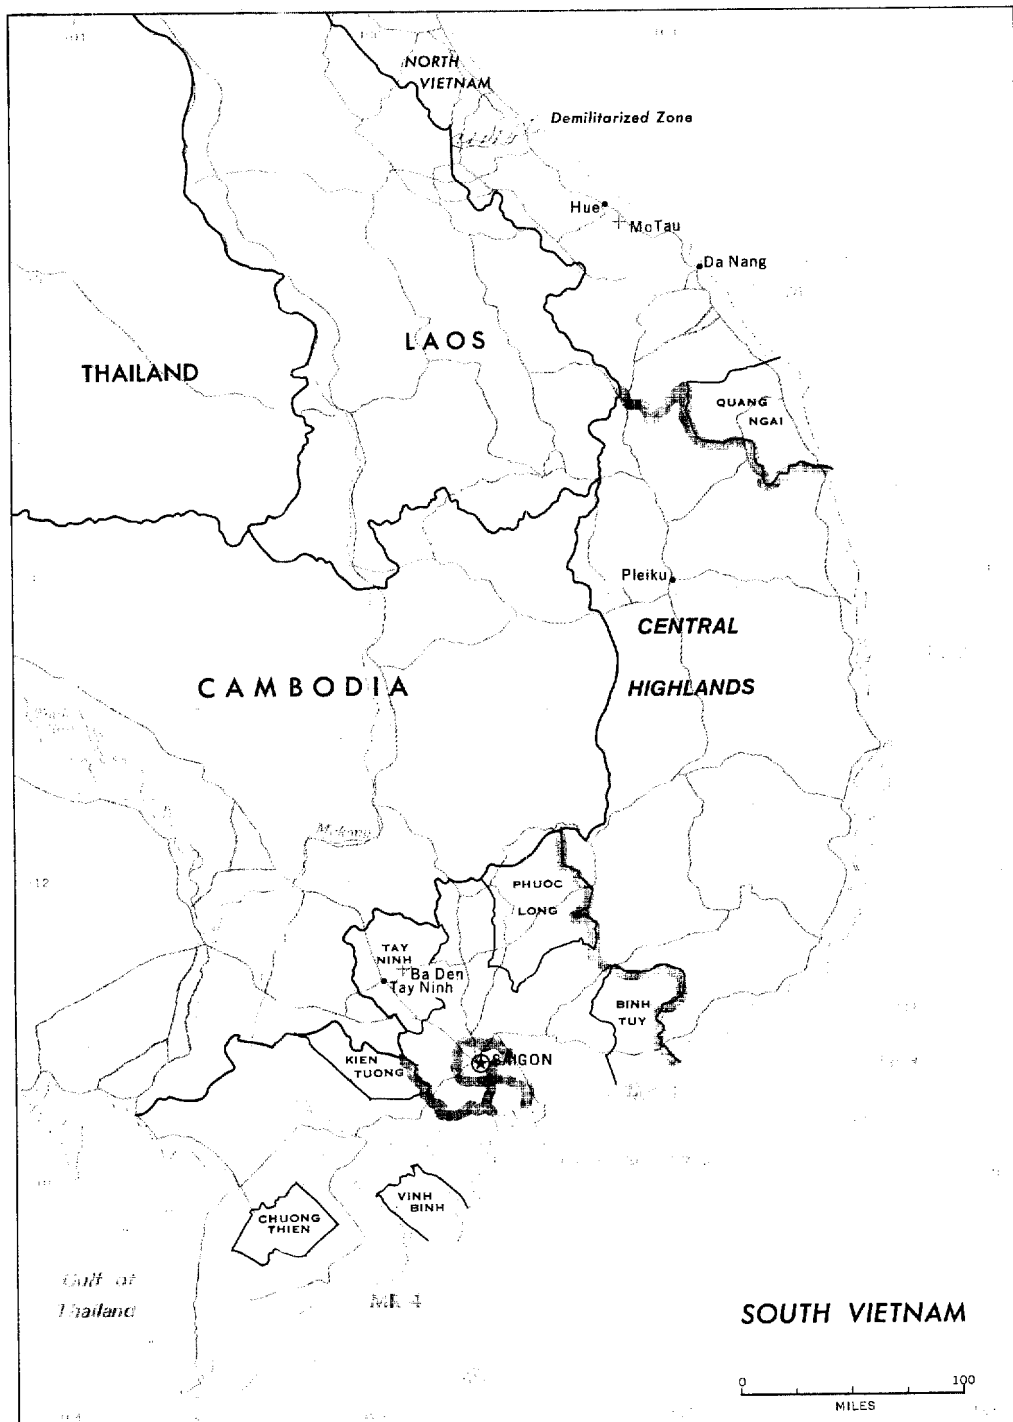 NORTH
VIETNAM
Demilitarized Zone
Hue
MoTau
Da Nang
LAOS
THAILAND
QUANG
NGAI
Pleiku
CENTRAL
CAMBODIA
HIGHLANDS
Mekong
12
PHUOC
LONG
TAY
NINH
Ba Den
Tay Ninh
BINH
TUY
KIEN
TUONG
SAIGON
VINH
BINH
CHUONG
THIEN
Gulf of
Thailand
MR 4
SOUTH VIETNAM
0 100
MILES